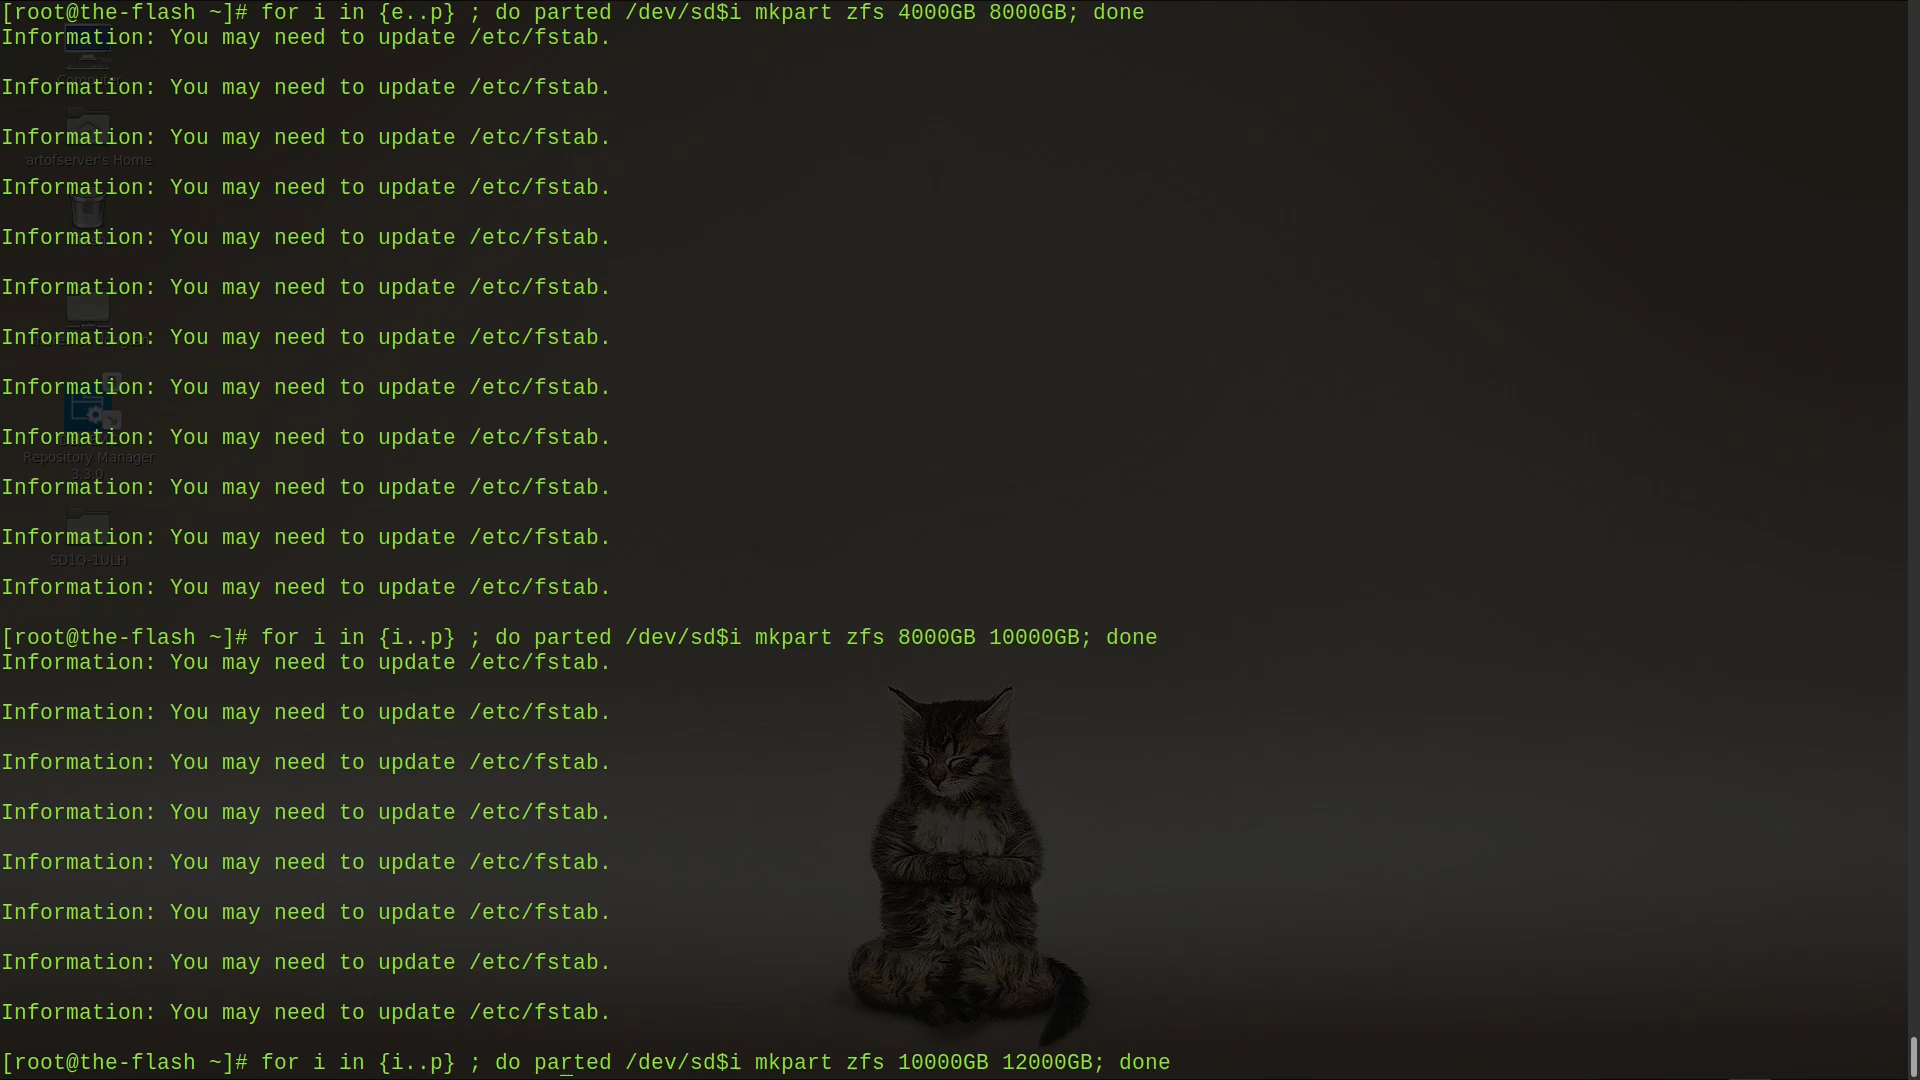 [root@the-flash ~]# for i in {e..p} ; do parted /dev/sd$i mkpart zfs 4000GB 8000GB; done
Information: You may need to update /etc/fstab.
Computer
Information: You may need to update /etc/fstab.
Information: You may need to update /etc/fstab.
artofserver's Home
Information: You may need to update /etc/fstab.
Information: You may need to update /etc/fstab.
Information: You may need to update /etc/fstab.
Information: You may need to update /etc/fstab.
Information: You may need to update /etc/fstab.
Information: You may need to update /etc/fstab.
Repository Manager
3.3.0
Information: You may need to update /etc/fstab.
Information: You may need to update /etc/fstab.
SD1Q-1ULH
Information: You may need to update /etc/fstab.
[root@the-flash ~]# for i in {i..p} ; do parted /dev/sd$i mkpart zfs 8000GB 10000GB; done
Information: You may need to update /etc/fstab.
Information: You may need to update /etc/fstab.
Information: You may need to update /etc/fstab.
Information: You may need to update /etc/fstab.
Information: You may need to update /etc/fstab.
Information: You may need to update /etc/fstab.
Information: You may need to update /etc/fstab.
Information: You may need to update /etc/fstab.
[root@the-flash ~]# for i in {i..p} ; do parted /dev/sd$i mkpart zfs 10000GB 12000GB; done